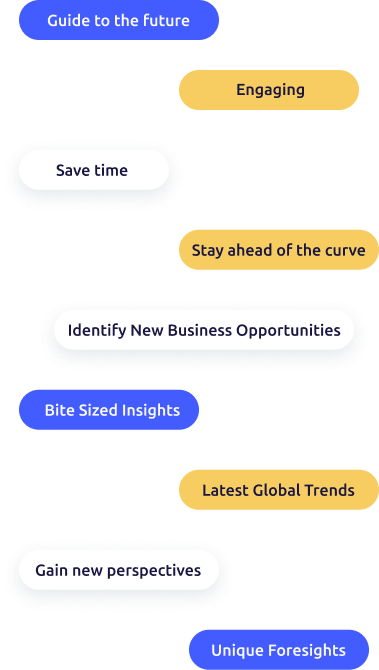 Guide to the future
Engaging
Save time
Stay ahead of the curve
Identify New Business Opportunities
Bite Sized Insights
Latest Global Trends
Gain new perspectives
Unique Foresights